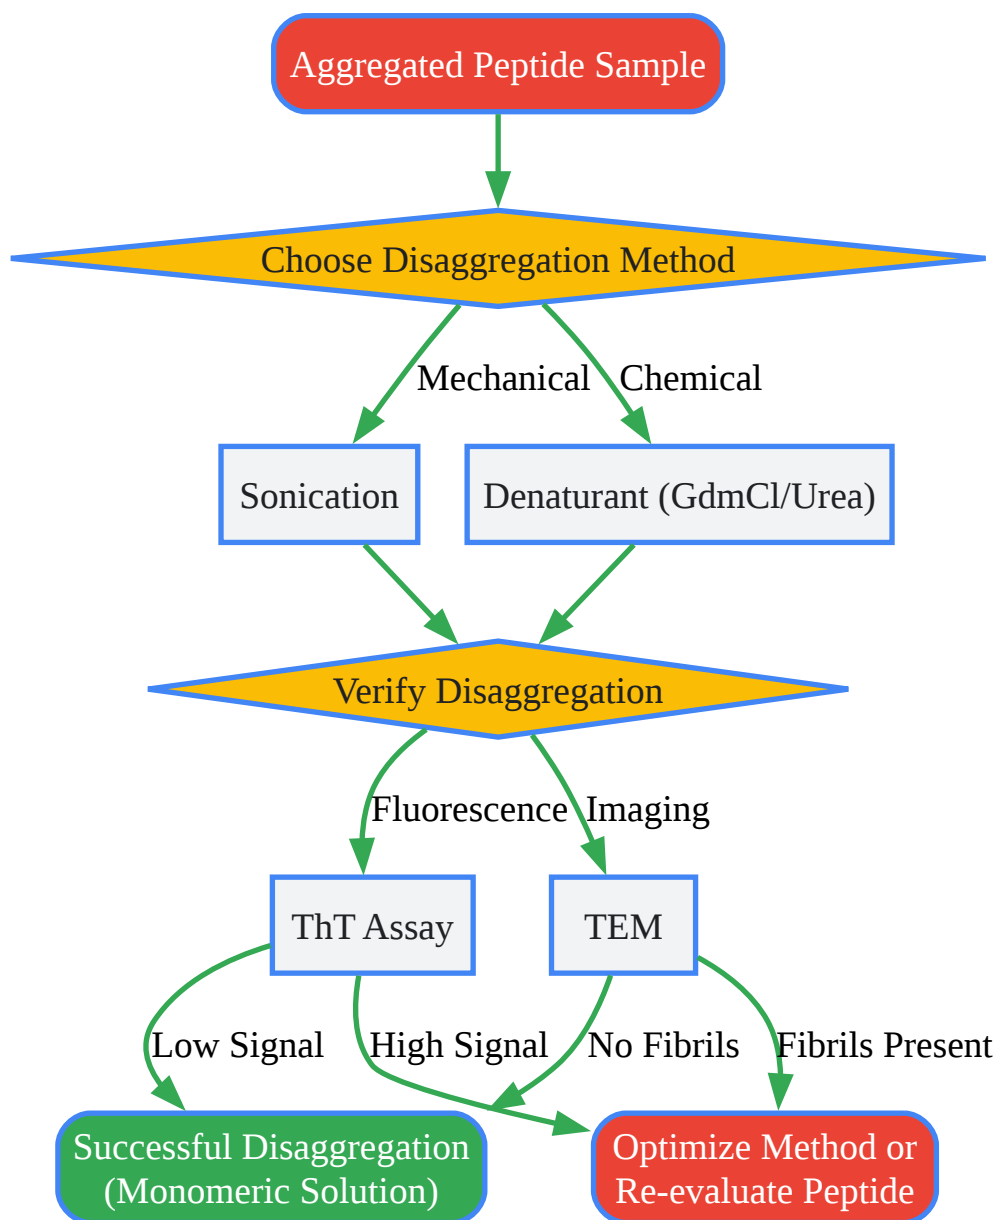 Aggregated Peptide Sample
Choose Disaggregation Method
Mechanical
Chemical
Sonication
Denaturant (GdmCl/Urea)
Verify Disaggregation
Fluorescence
Imaging
ThT Assay
TEM
Low Signal
High Signal
No Fibrils
Fibrils Present
Successful Disaggregation
(Monomeric Solution)
Optimize Method or
Re-evaluate Peptide